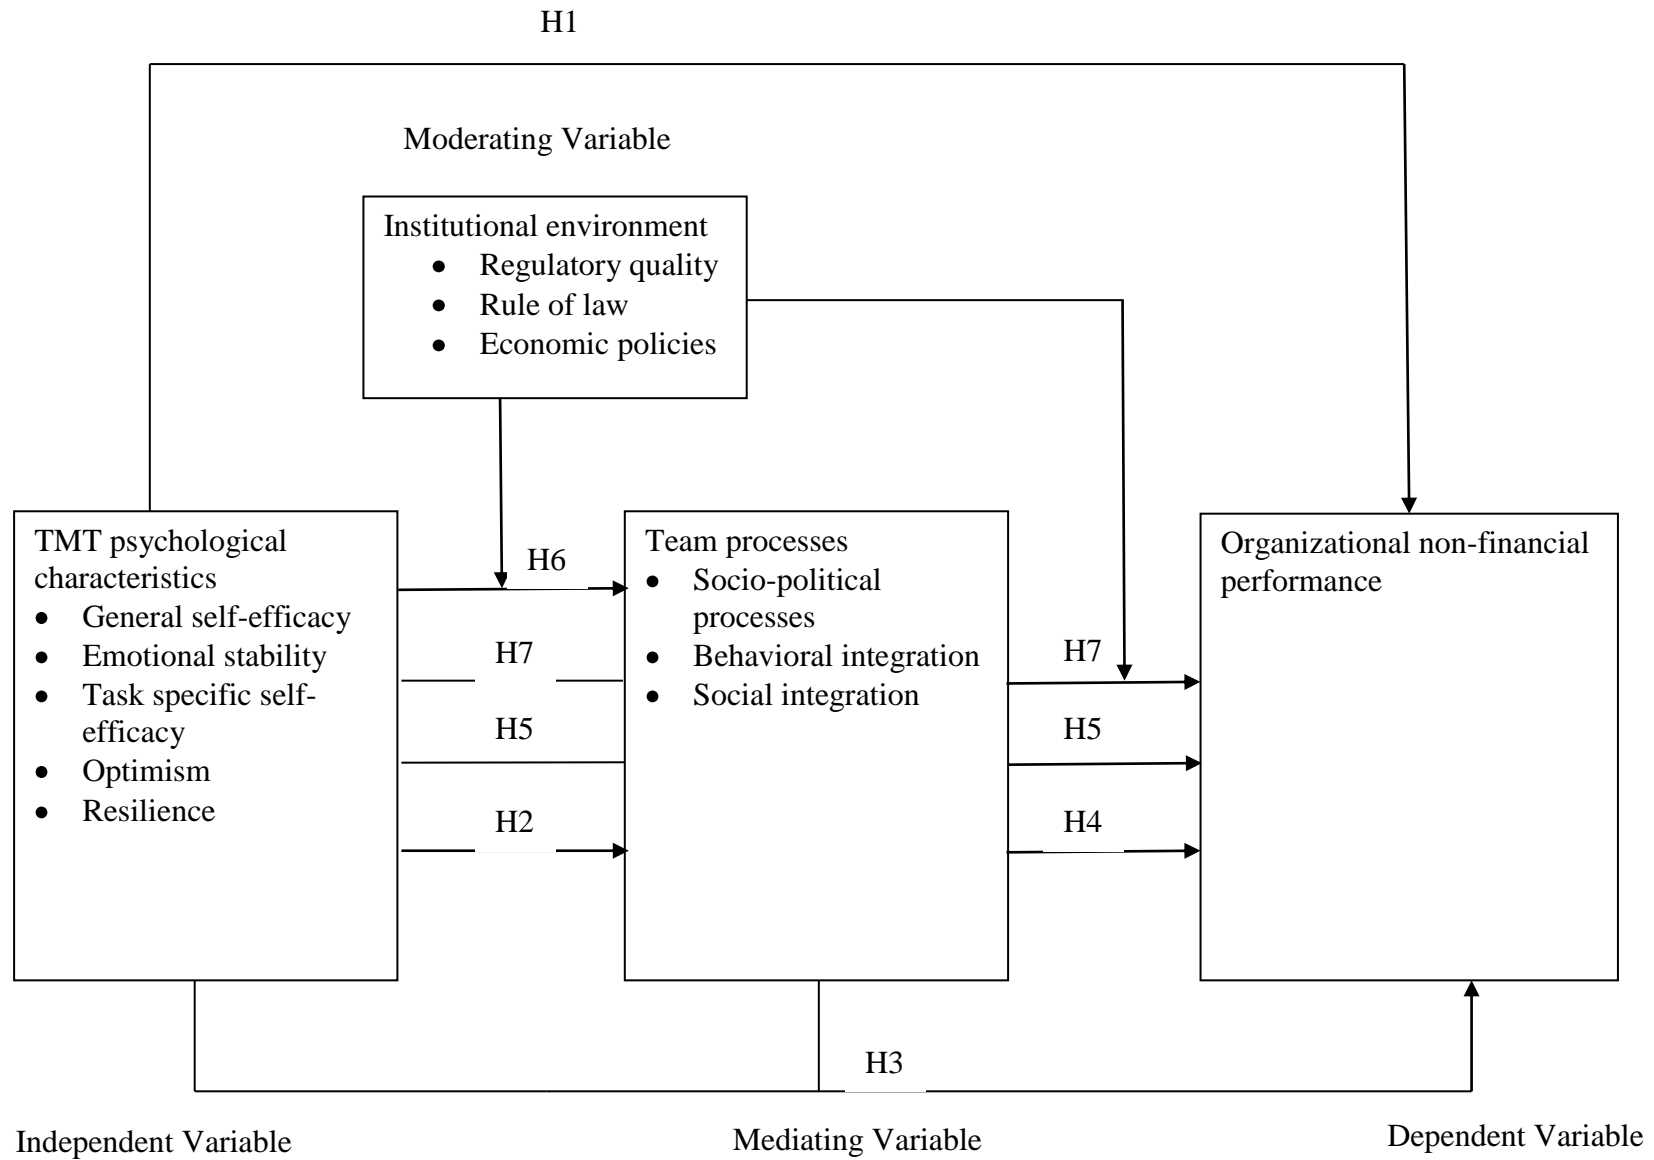 H1
Moderating Variable
Institutional environment
● Regulatory quality
● Rule of law
● Economic policies
TMT psychological
characteristics
● General self-efficacy
● Emotional stability
● Task specific self-
efficacy
● Optimism
● Resilience
H6
H7
H5
H2
Team processes
● Socio-political
processes
● Behavioral integration
● Social integration
H7
H5
H4
Organizational non-financial
performance
H3
Independent Variable
Mediating Variable
Dependent Variable